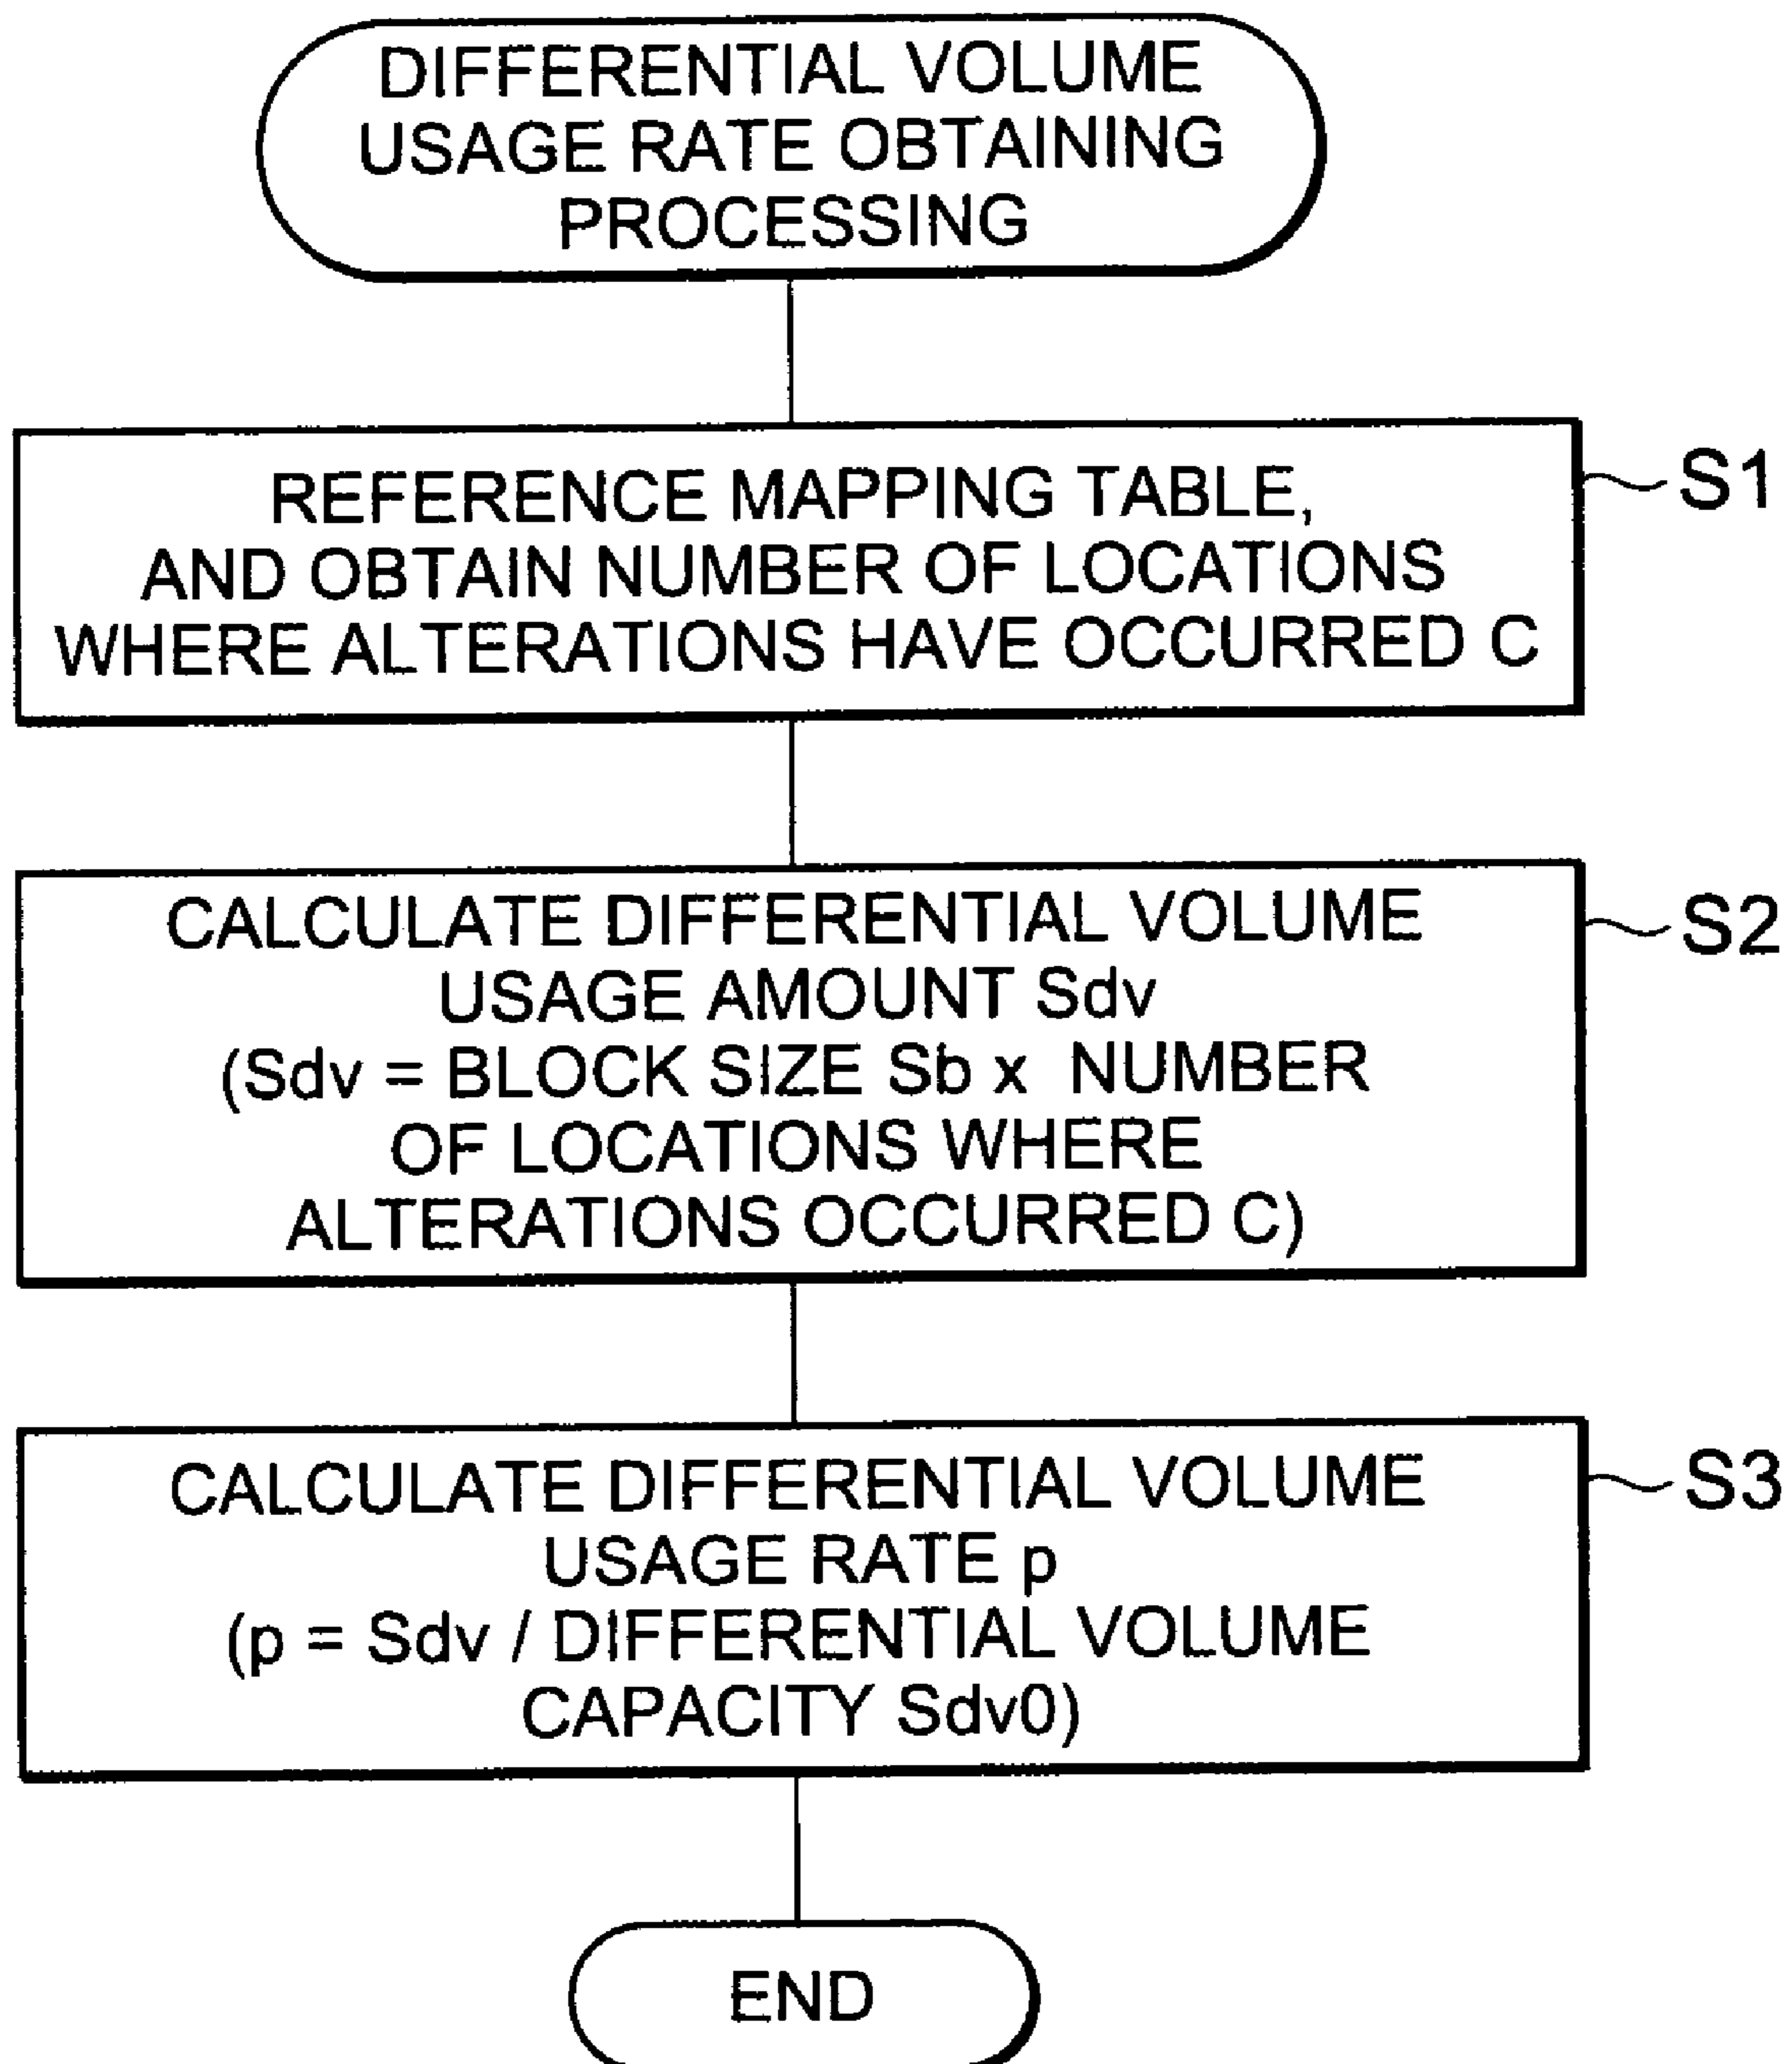 DIFFERENTIAL VOLUME
USAGE RATE OBTAINING
PROCESSING
REFERENCE MAPPING TABLE,
AND OBTAIN NUMBER OF LOCATIONS
WHERE ALTERATIONS HAVE OCCURRED C
S1
CALCULATE DIFFERENTIAL VOLUME
USAGE AMOUNT Sdv
(Sdv = BLOCK SIZE Sb x NUMBER
OF LOCATIONS WHERE
ALTERATIONS OCCURRED C)
S2
CALCULATE DIFFERENTIAL VOLUME
USAGE RATE p
(p = Sdv / DIFFERENTIAL VOLUME
CAPACITY Sdv0)
S3
END